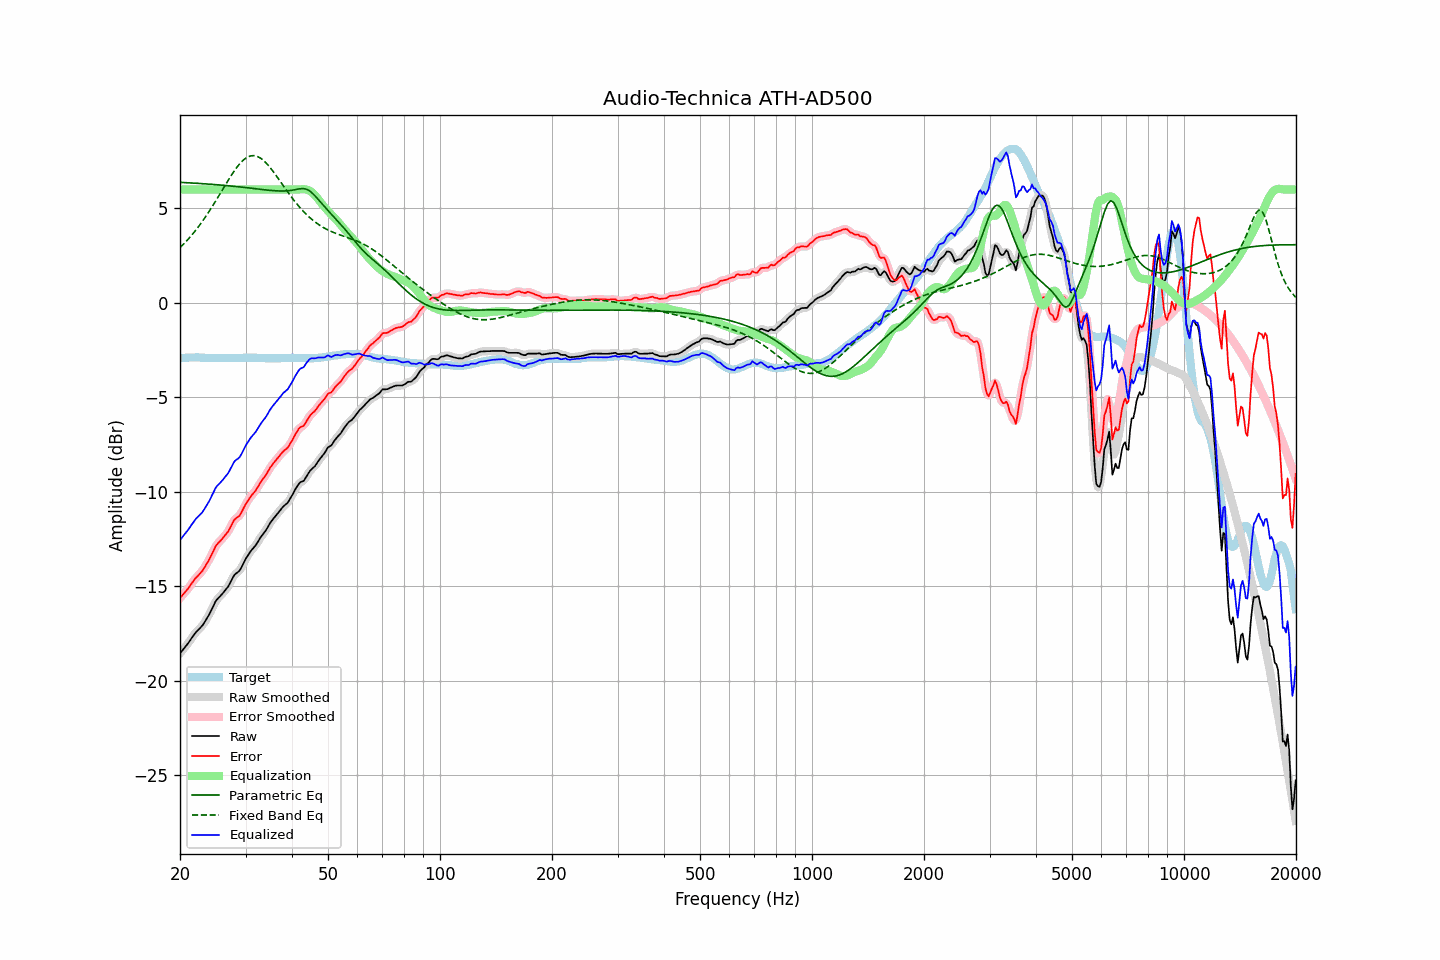 Audio-Technica ATH-AD500
Amplitude (dBr)
5
0
−5
−10
−15
−20
−25
Target
Raw Smoothed
Error Smoothed
Raw
Error
Equalization
Parametric Eq
Fixed Band Eq
Equalized
20 50 100 200 500 1000 2000 5000 10000 20000
Frequency (Hz)